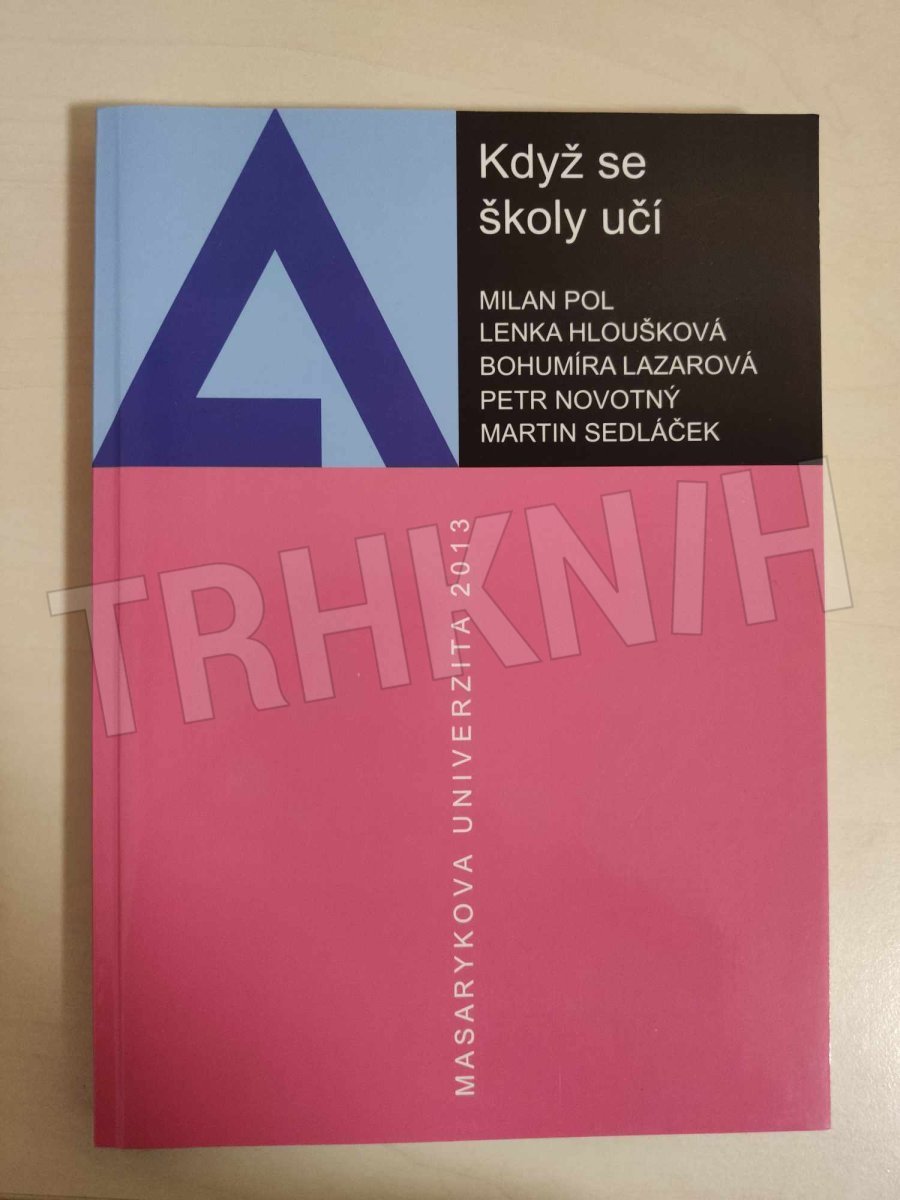 Když se
školy učí
MILAN POL
LENKA HLOUŠKOVÁ
BOHUMÍRA LAZAROVÁ
PETR NOVOTNÝ
MARTIN SEDLÁČEK
MASARYKOVA UNIVERZITA 2013
TRHKNIH